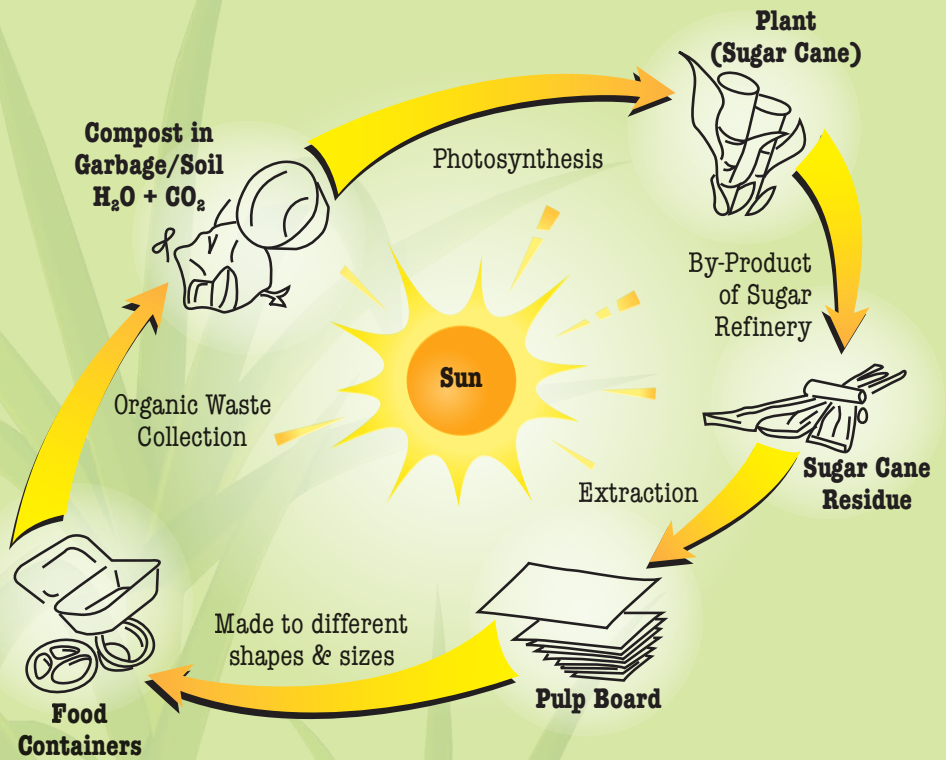 Plant
(Sugar Cane)
Compost in
Garbage/Soil
H₂O + CO₂
Photosynthesis
By-Product
of Sugar
Refinery
Sun
Organic Waste
Collection
Sugar Cane
Residue
Extraction
Made to different
shapes & sizes
Pulp Board
Food
Containers